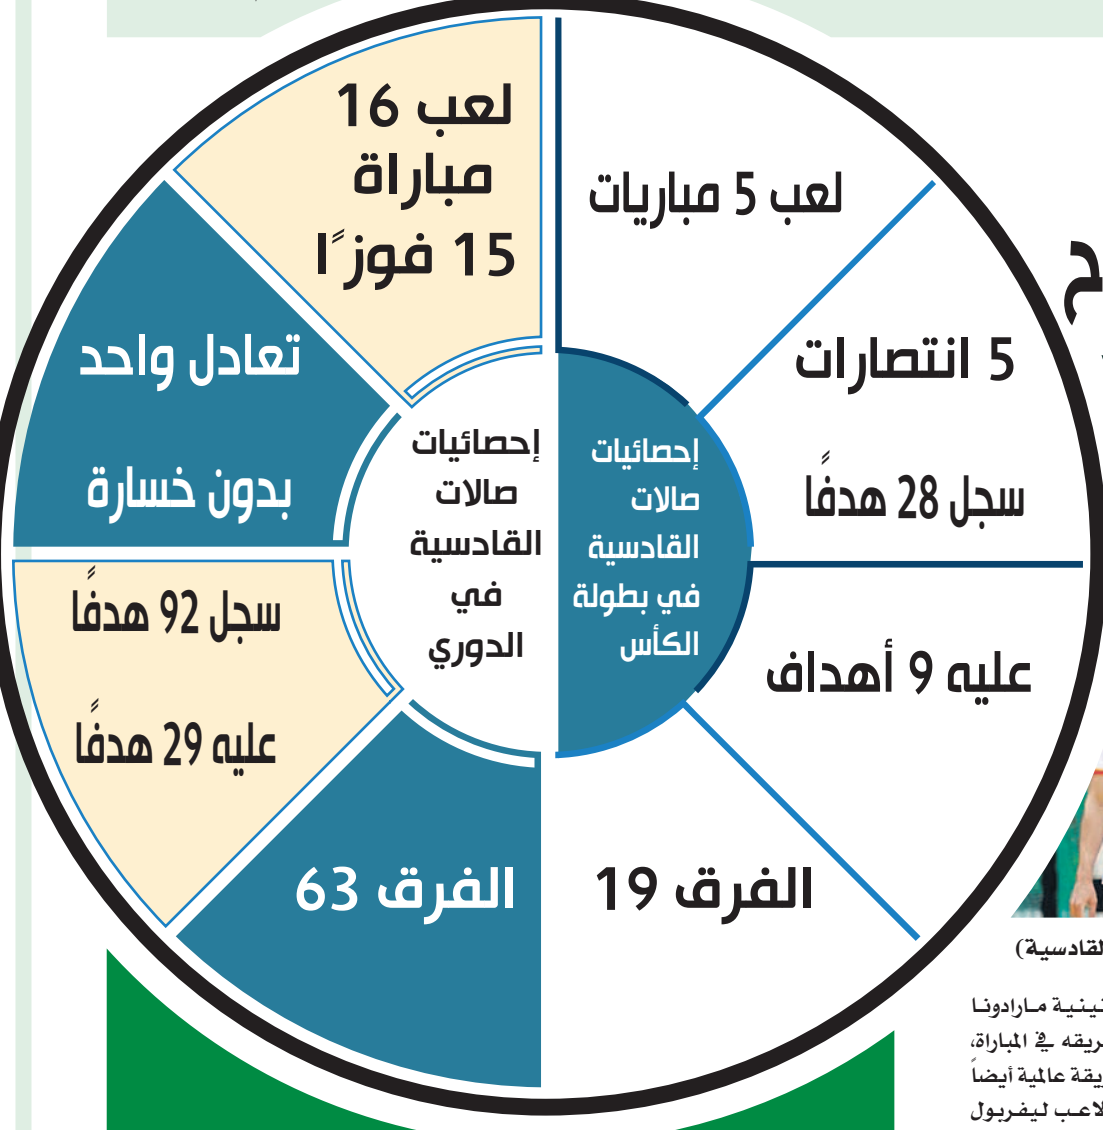 إحصائيات
صالات
القادسية
في بطولة
الكأس
لعب 5 مباريات
5 انتصارات
سجل 28 هدفًا
عليه 9 أهداف
الفرق 19
إحصائيات
صالات
القادسية
في
الدوري
لعب 16
مباراة
15 فوزًا
تعادل واحد
بدون خسارة
سجل 92 هدفًا
عليه 29 هدفًا
الفرق 63
لقادسية)
مارادونا
في المباراة،
عالمية أيضاً
لاعب ليفربول